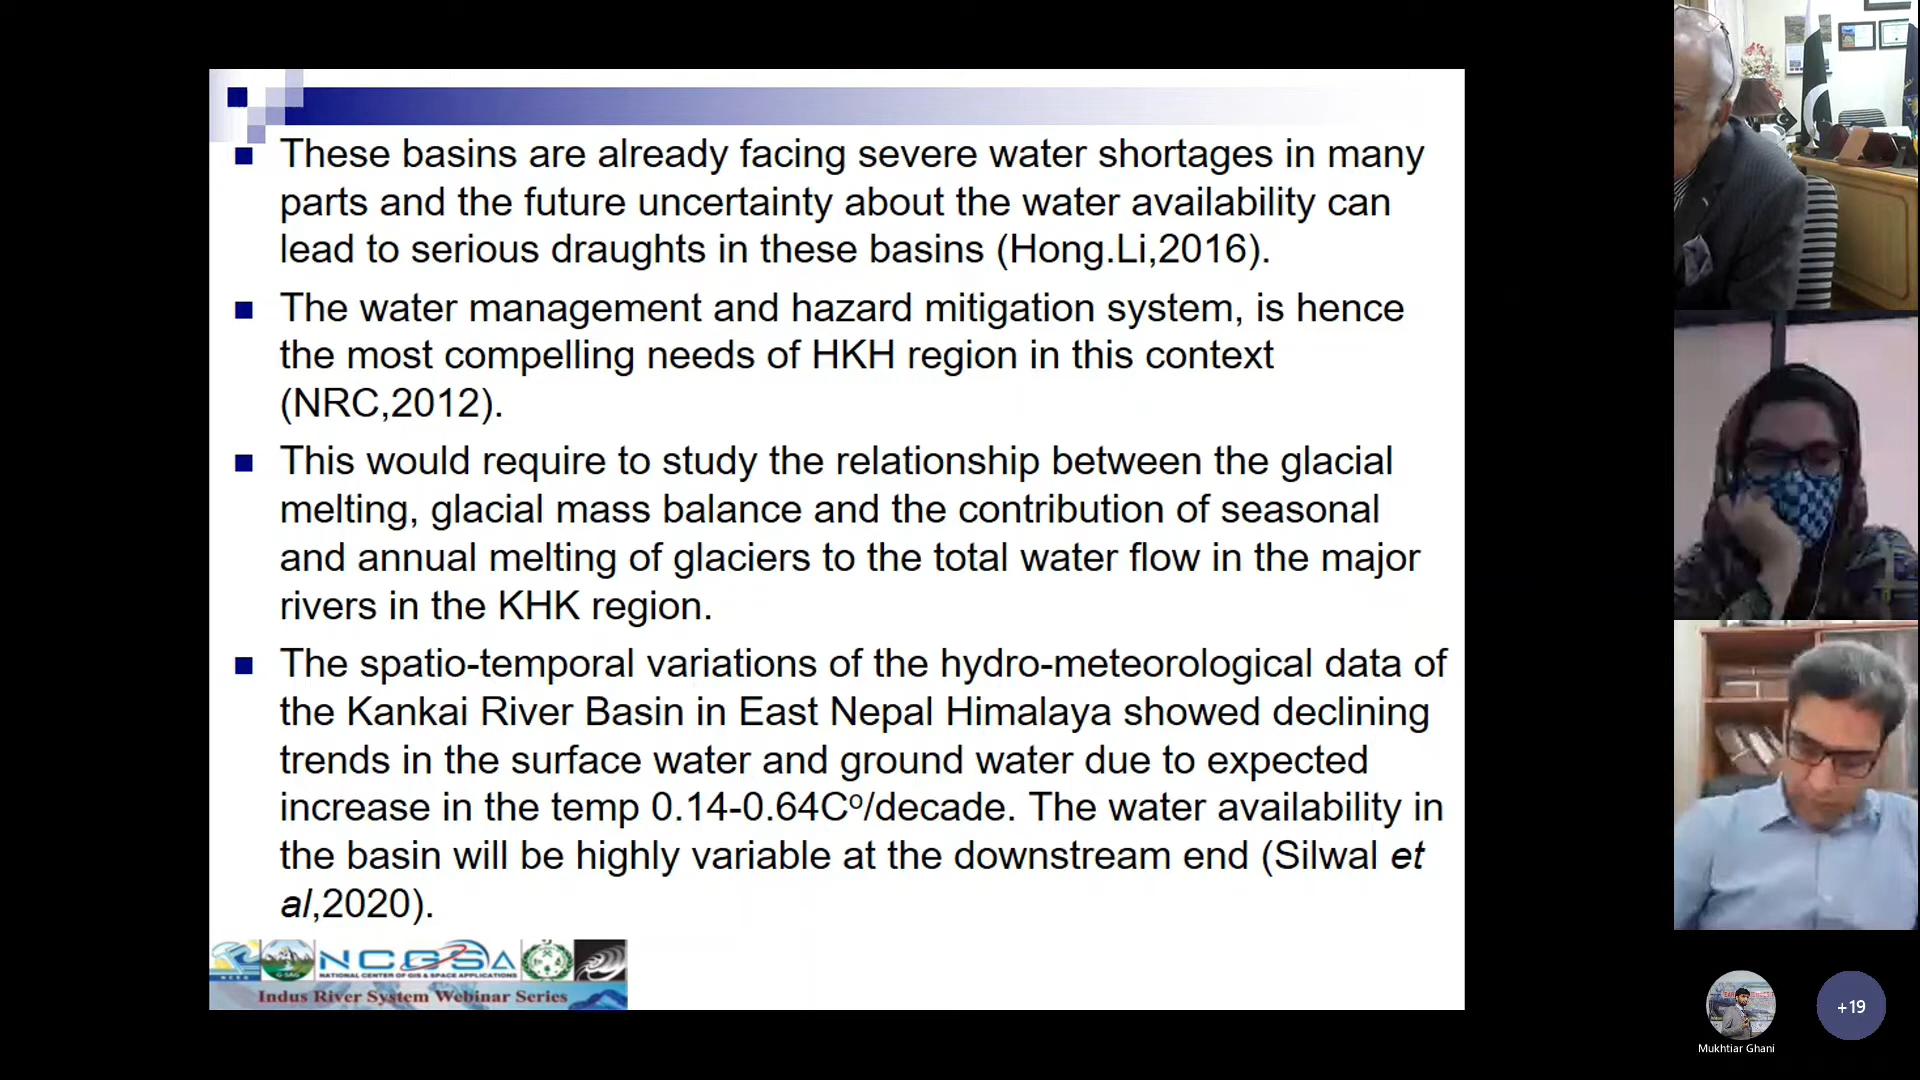 These basins are already facing severe water shortages in many
parts and the future uncertainty about the water availability can
lead to serious draughts in these basins (Hong.Li,2016).
The water management and hazard mitigation system, is hence
the most compelling needs of HKH region in this context
(NRC,2012).
This would require to study the relationship between the glacial
melting, glacial mass balance and the contribution of seasonal
and annual melting of glaciers to the total water flow in the major
rivers in the KHK region.
The spatio-temporal variations of the hydro-meteorological data of
the Kankai River Basin in East Nepal Himalaya showed declining
trends in the surface water and ground water due to expected
increase in the temp 0.14-0.64Cº/decade. The water availability in
the basin will be highly variable at the downstream end (Silwal et
al,2020).
NCGSA
NATIONAL CENTER OF GIS & SPACE APPLICATIONS
Indus River System Webinar Series
+19
Mukhtiar Ghani